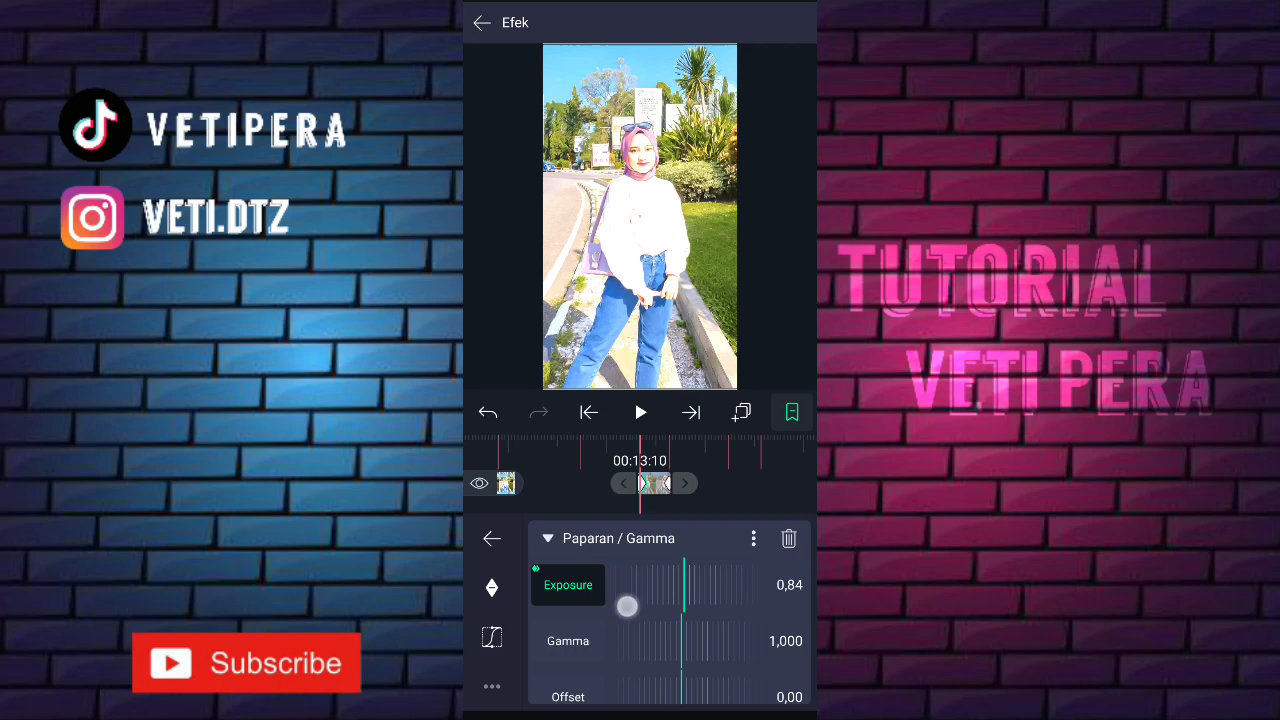 Efek
VETIPERA
VETI.DTZ
TUTORIAL
VETI PERA
00:13:10
Paparan / Gamma
Exposure
0,84
Gamma
1,000
Offset
0,00
Subscribe